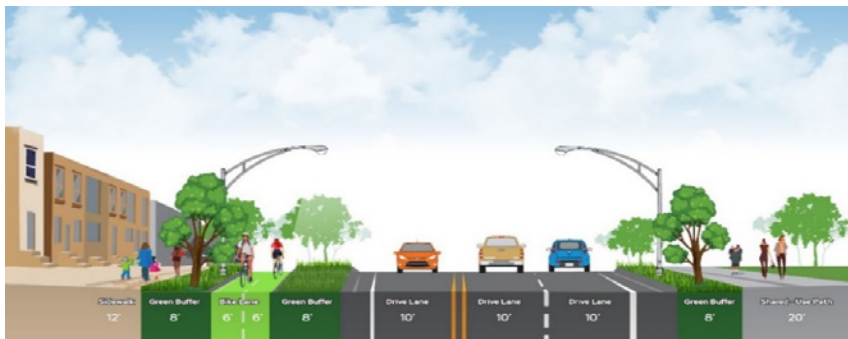 Sidewalk
12'
Green Buffer
8'
Bike Lane
6' 6'
Green Buffer
8'
Drive Lane
10'
Drive Lane
10'
Drive Lane
10'
Green Buffer
8'
Shared - Use Path
20'